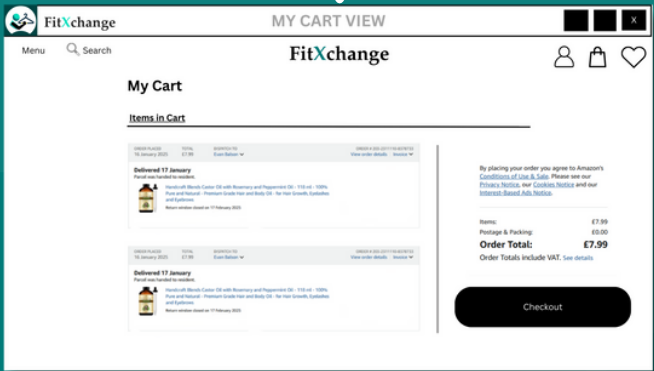 FitXchange
MY CART VIEW
X
Menu
Search
FitXchange
My Cart
Items in Cart
ORDER PLACED TOTAL DISPATCH TO
16 January 2025 £7.99
View order details Invoice
Delivered 17 January
Parcel was handed to resident.
Handcraft Blends Castor Oil with Rosemary and Peppermint Oil - 118 ml - 100%
Pure and Natural - Premium Grade Hair and Body Oil - for Hair Growth, Eyelashes
and Eyebrows
Return window closed on 17 February 2025
ORDER PLACED TOTAL DISPATCH TO
16 January 2025 £7.99
View order details Invoice
Delivered 17 January
Parcel was handed to resident.
Handcraft Blends Castor Oil with Rosemary and Peppermint Oil - 118 ml - 100%
Pure and Natural - Premium Grade Hair and Body Oil - for Hair Growth, Eyelashes
and Eyebrows
Return window closed on 17 February 2025
By placing your order you agree to Amazon's
Conditions of Use & Sale. Please see our
Privacy Notice, our Cookies Notice and our
Interest-Based Ads Notice.
Items: £7.99
Postage & Packing: £0.00
Order Total: £7.99
Order Totals include VAT. See details
Checkout